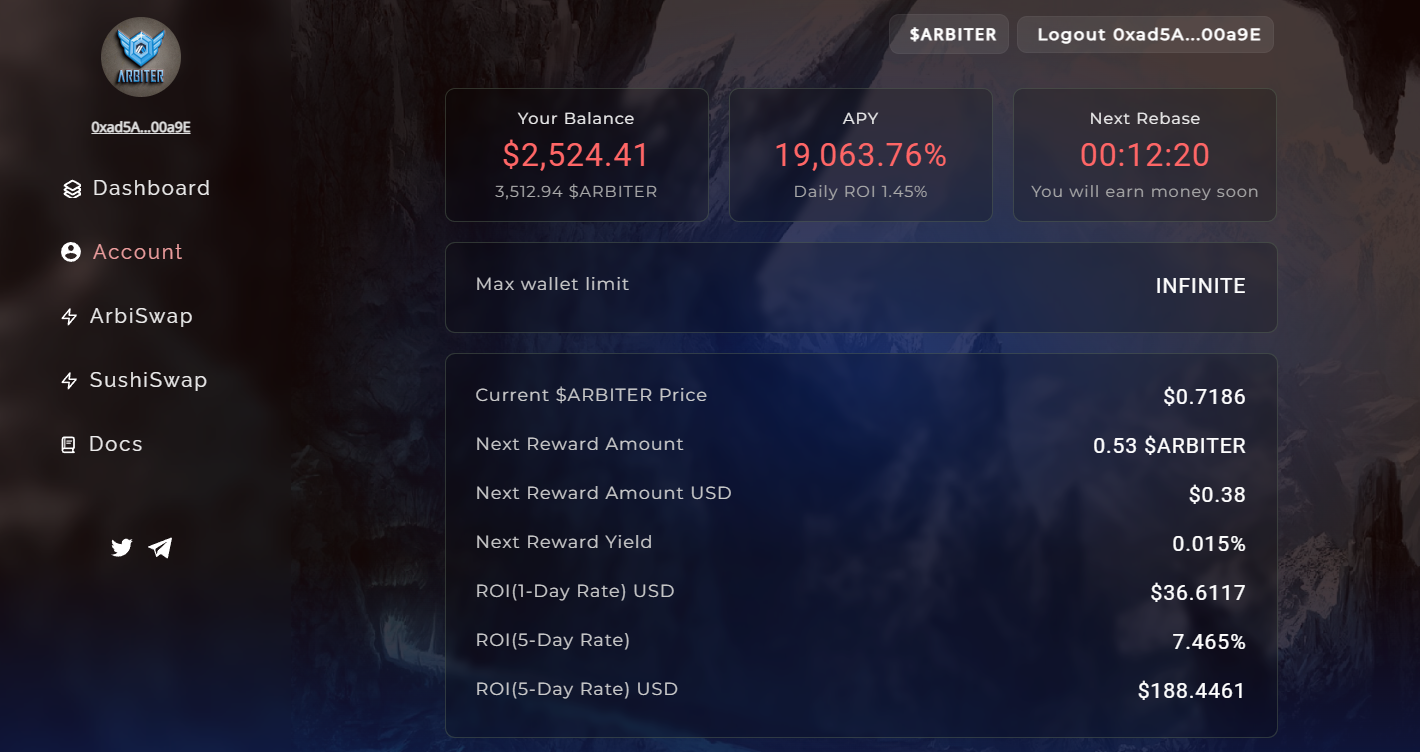 ARBITER
0xad5A...00a9E
Dashboard
Account
ArbiSwap
SushiSwap
Docs
$ARBITER
Logout 0xad5A...00a9E
Your Balance
$2,524.41
3,512.94 $ARBITER
APY
19,063.76%
Daily ROI 1.45%
Next Rebase
00:12:20
You will earn money soon
Max wallet limit INFINITE
Current $ARBITER Price $0.7186
Next Reward Amount 0.53 $ARBITER
Next Reward Amount USD $0.38
Next Reward Yield 0.015%
ROI(1-Day Rate) USD $36.6117
ROI(5-Day Rate) 7.465%
ROI(5-Day Rate) USD $188.4461